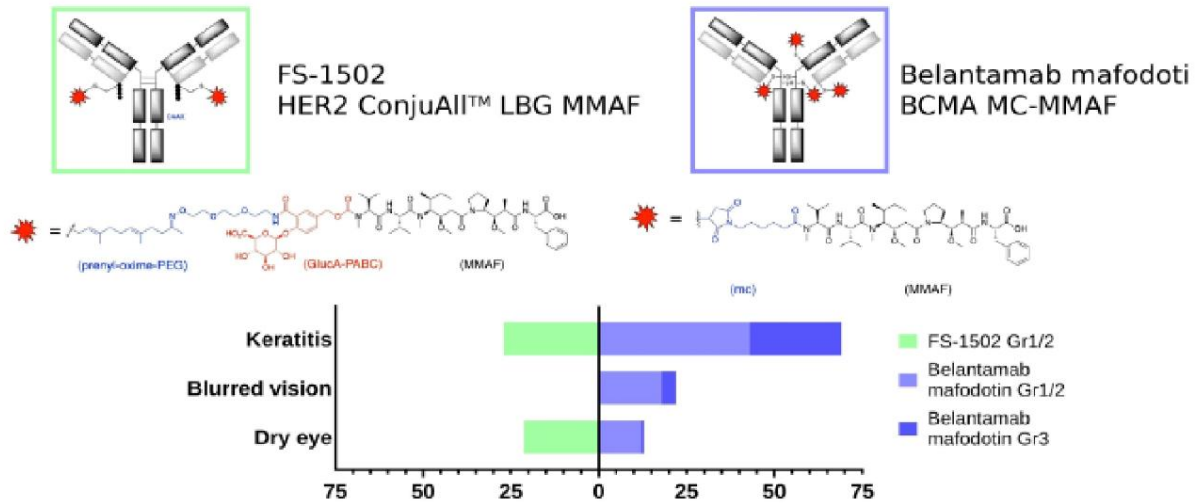 FS-1502
HER2 ConjuAll™ LBG MMAF
Belantamab mafodoti
BCMA MC-MMAF
CAAX
=
(prenyl-oxime-PEG)
(GlucA-PABC)
(MMAF)
=
(mc)
(MMAF)
Keratitis
Blurred vision
Dry eye
75 50 25 0 25 50 75
FS-1502 Gr1/2
Belantamab
mafodotin Gr1/2
Belantamab
mafodotin Gr3